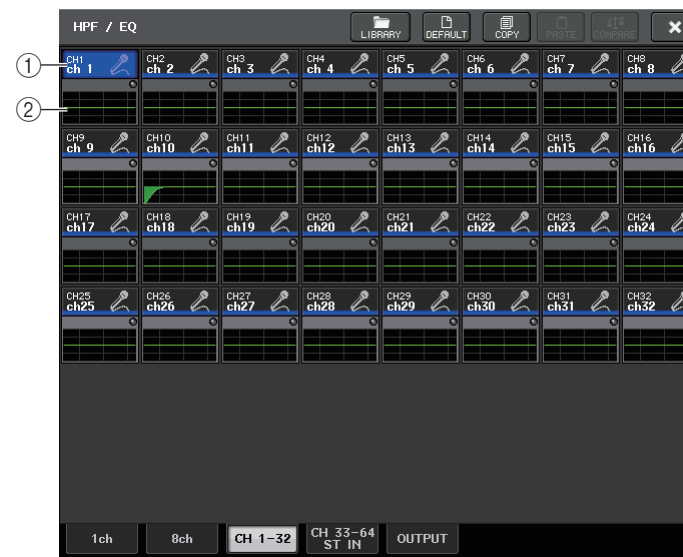 HPF / EQ
LIBRARY DEFAULT COPY PASTE COMPARE
1
CH1 CH2 CH3 CH4 CH5 CH6 CH7 CH8
ch 1 ch 2 ch 3 ch 4 ch 5 ch 6 ch 7 ch 8
2
CH9 CH10 CH11 CH12 CH13 CH14 CH15 CH16
ch 9 ch10 ch11 ch12 ch13 ch14 ch15 ch16
CH17 CH18 CH19 CH20 CH21 CH22 CH23 CH24
ch17 ch18 ch19 ch20 ch21 ch22 ch23 ch24
CH25 CH26 CH27 CH28 CH29 CH30 CH31 CH32
ch25 ch26 ch27 ch28 ch29 ch30 ch31 ch32
1ch 8ch CH 1-32 CH 33-64 OUTPUT
ST IN